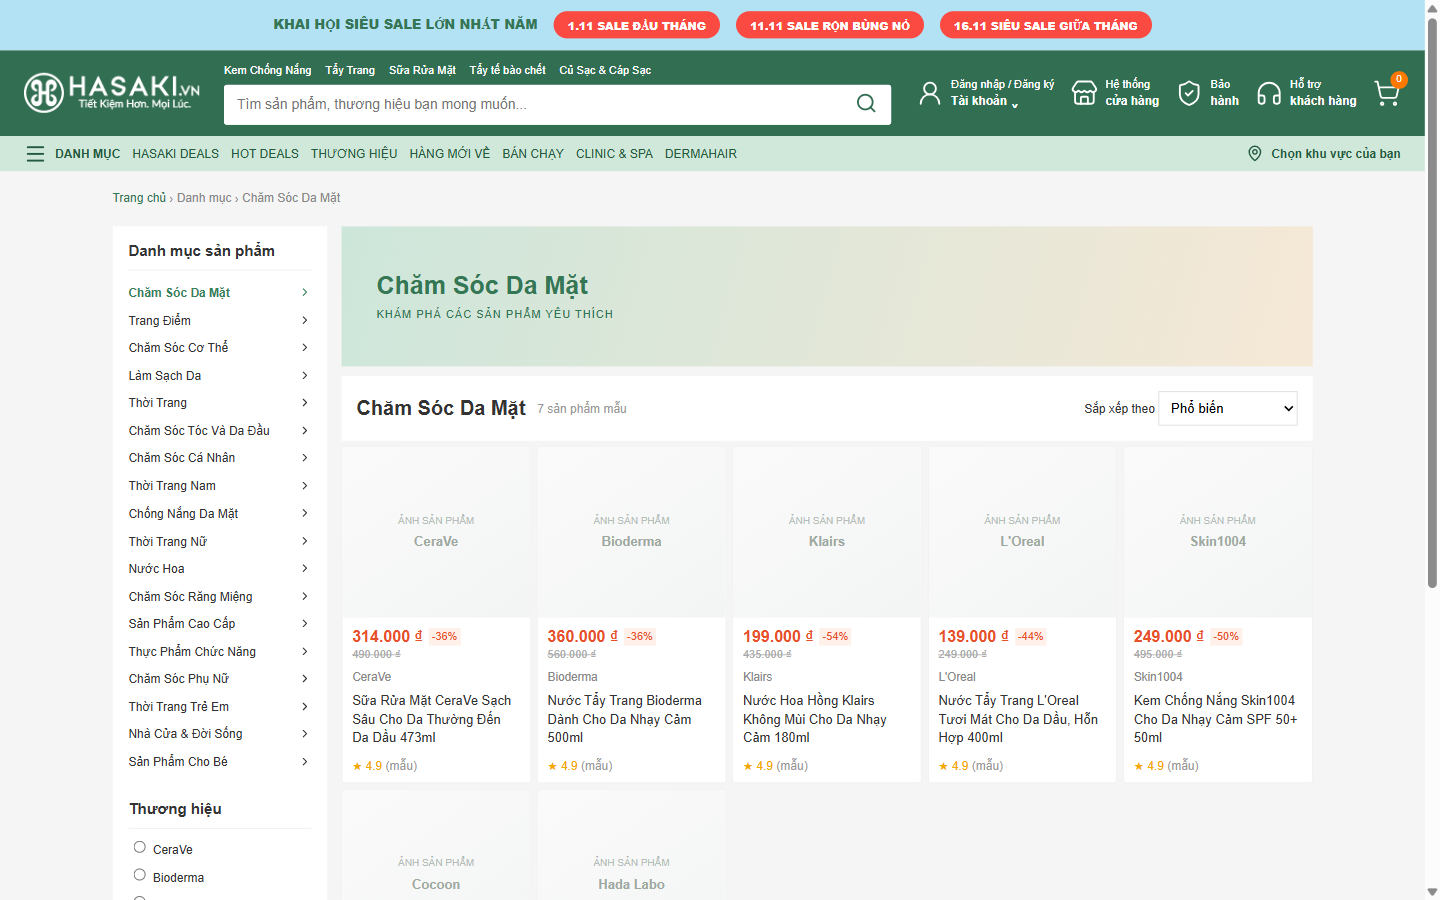 KHAI HỘI SIÊU SALE LỚN NHẤT NĂM
1.11 SALE ĐẦU THÁNG
11.11 SALE RỘN BÙNG NỔ
16.11 SIÊU SALE GIỮA THÁNG
HASAKI.VN
Tiết Kiệm Hơn. Mọi Lúc.
Kem Chống Nắng
Tẩy Trang
Sữa Rửa Mặt
Tẩy tế bào chết
Củ Sạc & Cáp Sạc
Tìm sản phẩm, thương hiệu bạn mong muốn...
Đăng nhập / Đăng ký
Tài khoản
Hệ thống
cửa hàng
Bảo
hành
Hỗ trợ
khách hàng
0
DANH MỤC
HASAKI DEALS
HOT DEALS
THƯƠNG HIỆU
HÀNG MỚI VỀ
BÁN CHẠY
CLINIC & SPA
DERMAHAIR
Chọn khu vực của bạn
Trang chủ › Danh mục › Chăm Sóc Da Mặt
Danh mục sản phẩm
Chăm Sóc Da Mặt
Trang Điểm
Chăm Sóc Cơ Thể
Làm Sạch Da
Thời Trang
Chăm Sóc Tóc Và Da Đầu
Chăm Sóc Cá Nhân
Thời Trang Nam
Chống Nắng Da Mặt
Thời Trang Nữ
Nước Hoa
Chăm Sóc Răng Miệng
Sản Phẩm Cao Cấp
Thực Phẩm Chức Năng
Chăm Sóc Phụ Nữ
Thời Trang Trẻ Em
Nhà Cửa & Đời Sống
Sản Phẩm Cho Bé
Thương hiệu
CeraVe
Bioderma
Chăm Sóc Da Mặt
KHÁM PHÁ CÁC SẢN PHẨM YÊU THÍCH
Chăm Sóc Da Mặt
7 sản phẩm mẫu
Sắp xếp theo
Phổ biến
ẢNH SẢN PHẨM
CeraVe
314.000 ₫ -36%
490.000 ₫
CeraVe
Sữa Rửa Mặt CeraVe Sạch
Sâu Cho Da Thường Đến
Da Dầu 473ml
★ 4.9 (mẫu)
ẢNH SẢN PHẨM
Bioderma
360.000 ₫ -36%
560.000 ₫
Bioderma
Nước Tẩy Trang Bioderma
Dành Cho Da Nhạy Cảm
500ml
★ 4.9 (mẫu)
ẢNH SẢN PHẨM
Klairs
199.000 ₫ -54%
435.000 ₫
Klairs
Nước Hoa Hồng Klairs
Không Mùi Cho Da Nhạy
Cảm 180ml
★ 4.9 (mẫu)
ẢNH SẢN PHẨM
L'Oreal
139.000 ₫ -44%
249.000 ₫
L'Oreal
Nước Tẩy Trang L'Oreal
Tươi Mát Cho Da Dầu, Hỗn
Hợp 400ml
★ 4.9 (mẫu)
ẢNH SẢN PHẨM
Skin1004
249.000 ₫ -50%
495.000 ₫
Skin1004
Kem Chống Nắng Skin1004
Cho Da Nhạy Cảm SPF 50+
50ml
★ 4.9 (mẫu)
ẢNH SẢN PHẨM
Cocoon
ẢNH SẢN PHẨM
Hada Labo